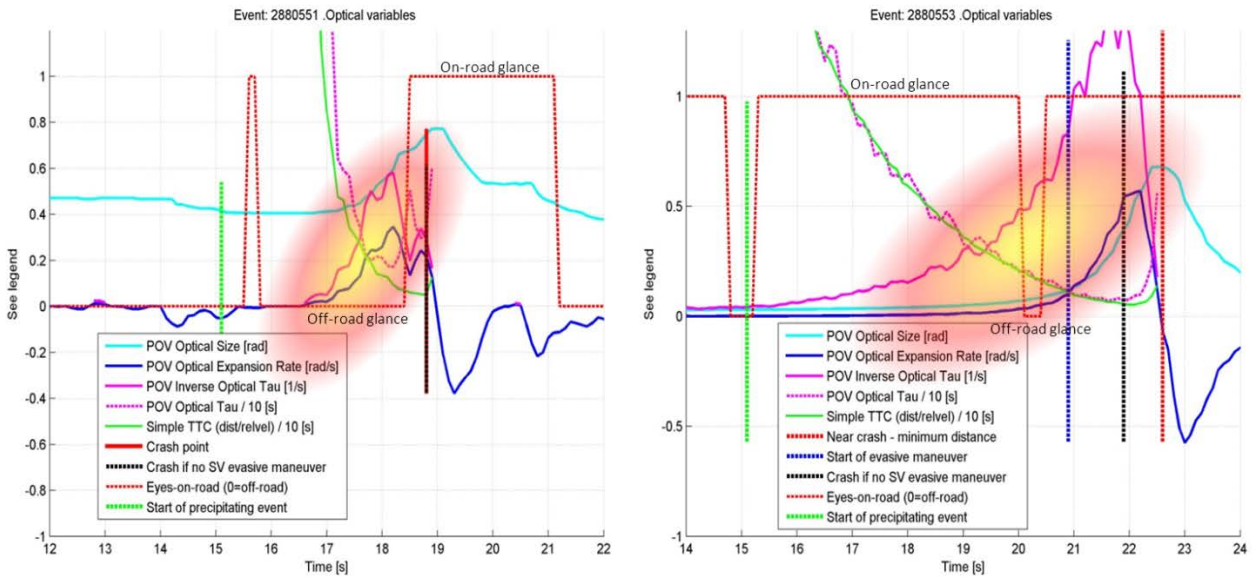 Event: 2880551 .Optical variables
See legend
1
0.8
0.6
0.4
0.2
0
-0.2
-0.4
-0.6
-0.8
-1
On-road glance
Off-road glance
POV Optical Size [rad]
POV Optical Expansion Rate [rad/s]
POV Inverse Optical Tau [1/s]
POV Optical Tau / 10 [s]
Simple TTC (dist/relvel) / 10 [s]
Crash point
Crash if no SV evasive maneuver
Eyes-on-road (0=off-road)
Start of precipitating event
12 13 14 15 16 17 18 19 20 21 22
Time [s]
Event: 2880553 .Optical variables
See legend
1
0.5
0
-0.5
-1
On-road glance
Off-road glance
POV Optical Size [rad]
POV Optical Expansion Rate [rad/s]
POV Inverse Optical Tau [1/s]
POV Optical Tau / 10 [s]
Simple TTC (dist/relvel) / 10 [s]
Near crash - minimum distance
Start of evasive maneuver
Crash if no SV evasive maneuver
Eyes-on-road (0=off-road)
Start of precipitating event
14 15 16 17 18 19 20 21 22 23 24
Time [s]